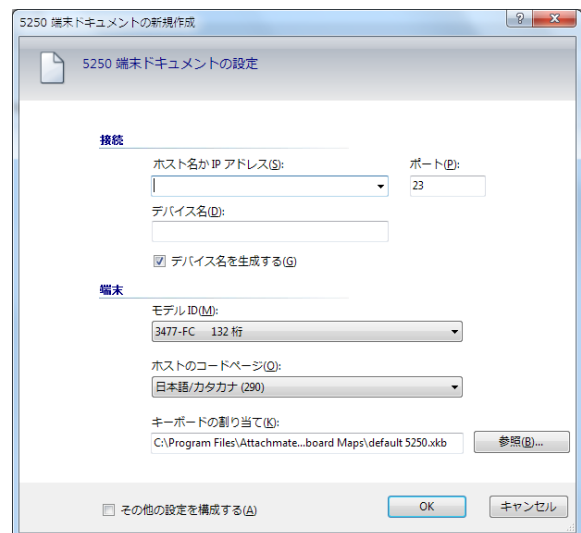 5250 端末ドキュメントの新規作成
5250 端末ドキュメントの設定
接続
ホスト名か IP アドレス(S): ポート(P):
23
デバイス名(D):
デバイス名を生成する(G)
端末
モデル ID(M):
3477-FC 132 桁
ホストのコードページ(O):
日本語/カタカナ (290)
キーボードの割り当て(K):
C:\Program Files\Attachmate...board Maps\default 5250.xkb 参照(B)...
その他の設定を構成する(A) OK キャンセル